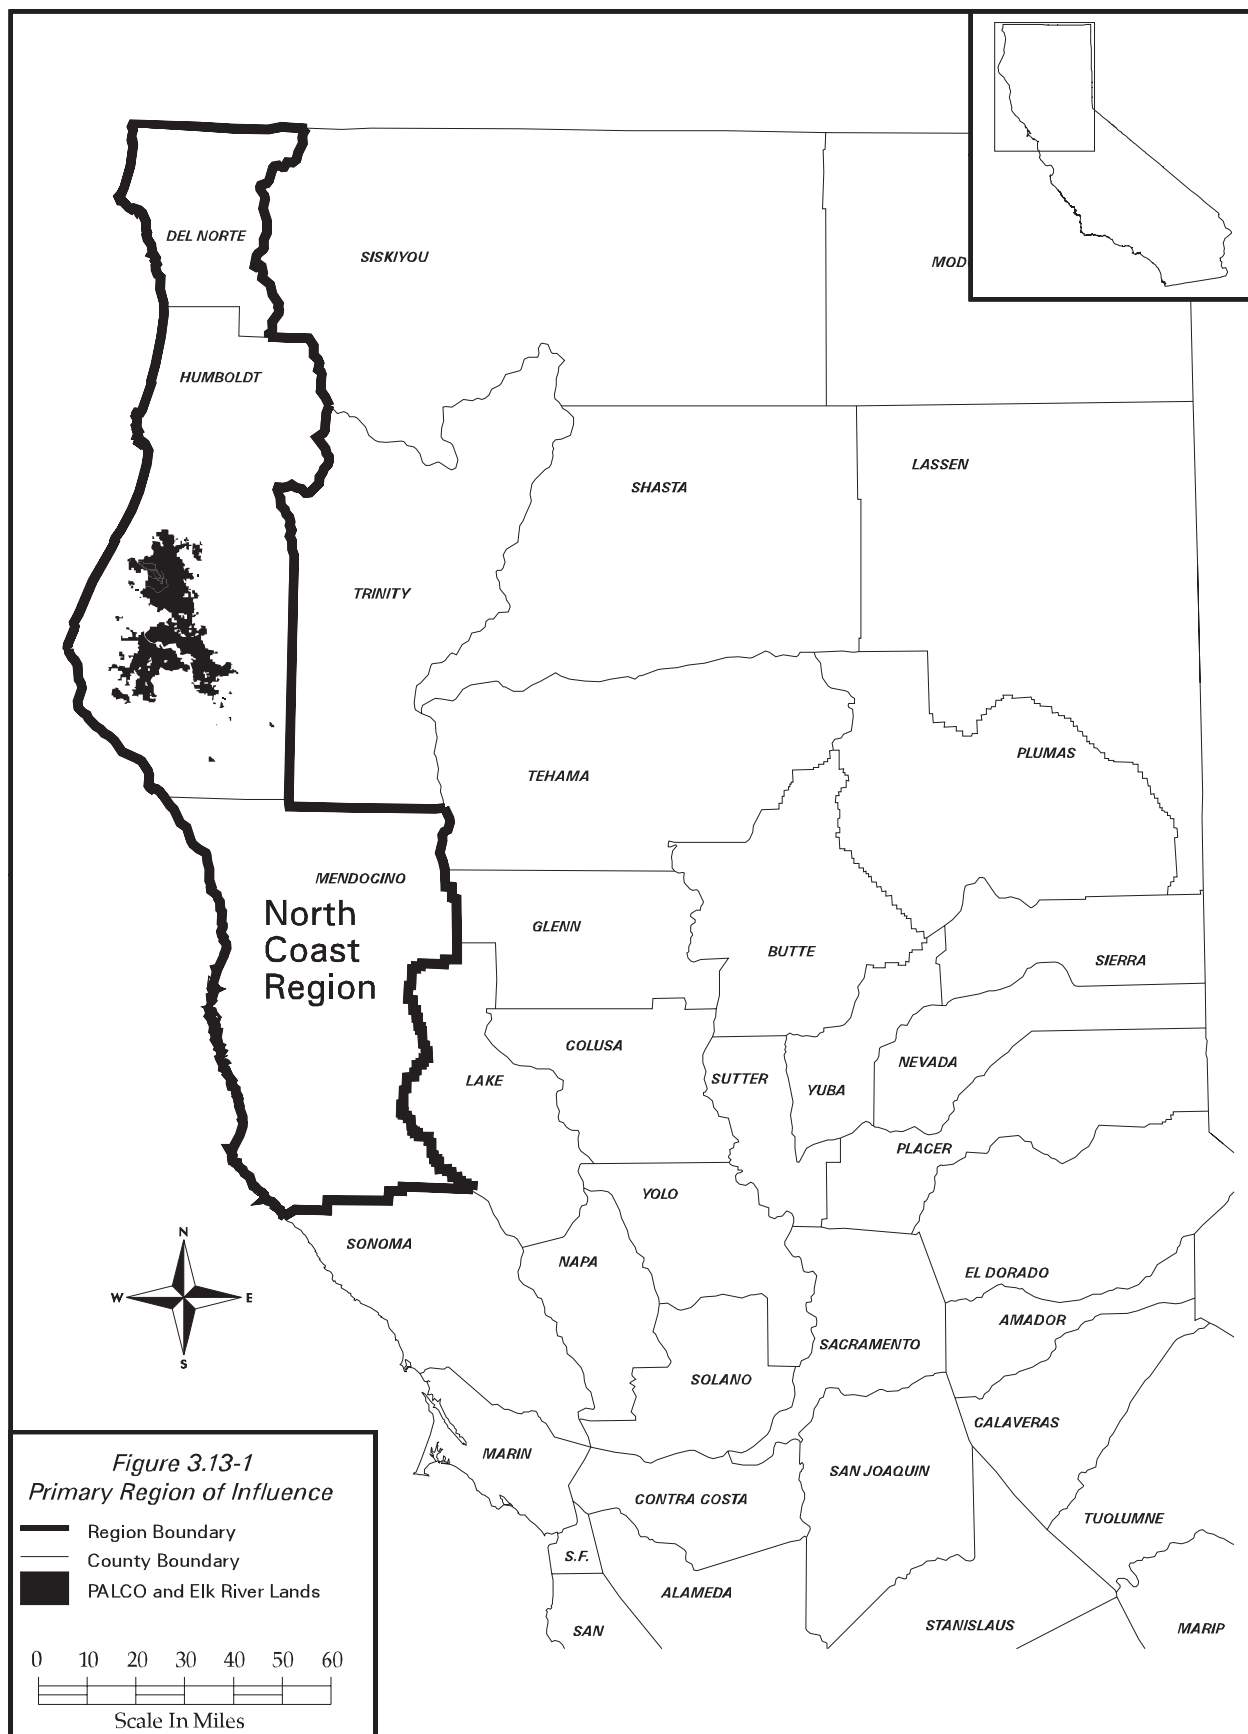 DEL NORTE
SISKIYOU
MOD
HUMBOLDT
LASSEN
SHASTA
TRINITY
PLUMAS
TEHAMA
MENDOCINO
North
Coast
Region
GLENN
BUTTE
SIERRA
COLUSA
NEVADA
LAKE
SUTTER
YUBA
PLACER
YOLO
N
W
E
S
SONOMA
NAPA
EL DORADO
AMADOR
SACRAMENTO
SOLANO
CALAVERAS
MARIN
SAN JOAQUIN
CONTRA COSTA
TUOLUMNE
S.F.
ALAMEDA
STANISLAUS
SAN
MARIP
Figure 3.13-1
Primary Region of Influence
Region Boundary
County Boundary
PALCO and Elk River Lands
0 10 20 30 40 50 60
Scale In Miles